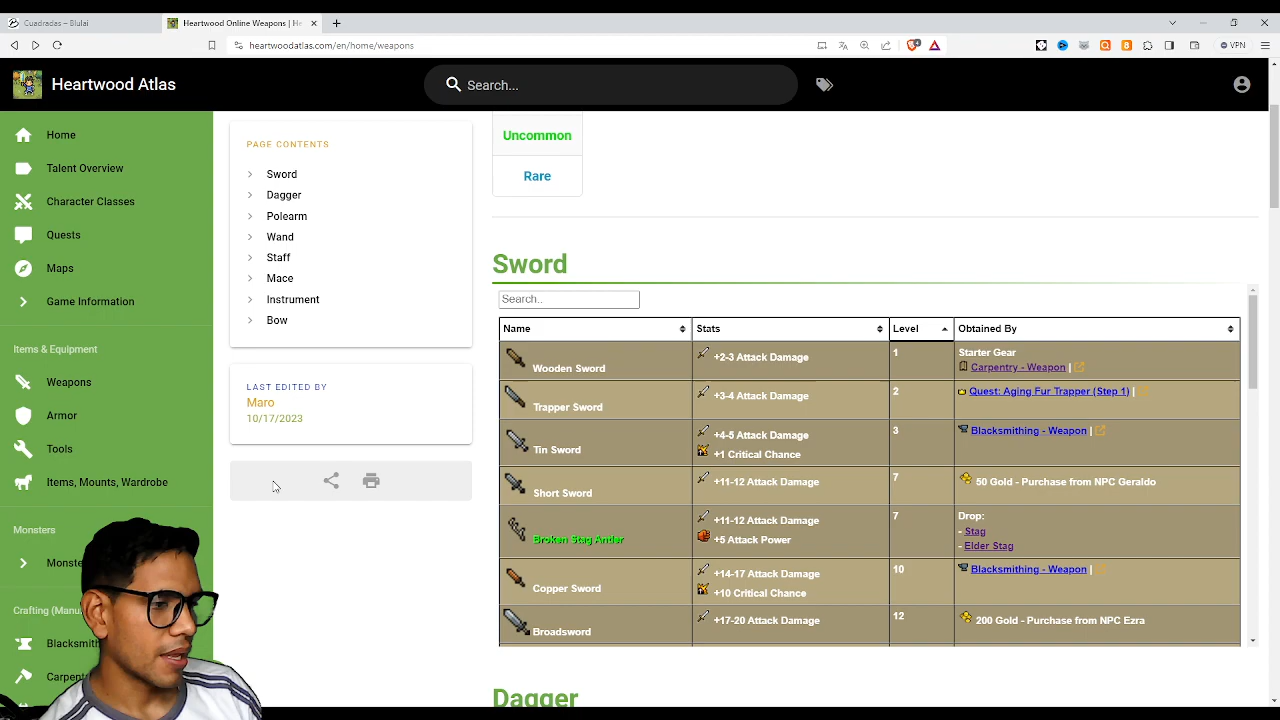 Cuadradas – Blulai
Heartwood Online Weapons | He
heartwoodatlas.com/en/home/weapons
VPN
Heartwood Atlas
Search...
Home
Talent Overview
Character Classes
Quests
Maps
Game Information
Items & Equipment
Weapons
Armor
Tools
Items, Mounts, Wardrobe
Monsters
Crafting (Manu
PAGE CONTENTS
Sword
Dagger
Polearm
Wand
Staff
Mace
Instrument
Bow
LAST EDITED BY
Maro
10/17/2023
Uncommon
Rare
Sword
Search..
Name Stats Level Obtained By
Wooden Sword +2-3 Attack Damage 1 Starter Gear
Carpentry - Weapon |
Trapper Sword +3-4 Attack Damage 2 Quest: Aging Fur Trapper (Step 1) |
Tin Sword +4-5 Attack Damage 3 Blacksmithing - Weapon |
+1 Critical Chance
Short Sword +11-12 Attack Damage 7 50 Gold - Purchase from NPC Geraldo
Broken Stag Antler +11-12 Attack Damage 7 Drop:
+5 Attack Power - Stag
- Elder Stag
Copper Sword +14-17 Attack Damage 10 Blacksmithing - Weapon |
+10 Critical Chance
Broadsword +17-20 Attack Damage 12 200 Gold - Purchase from NPC Ezra
Dagger